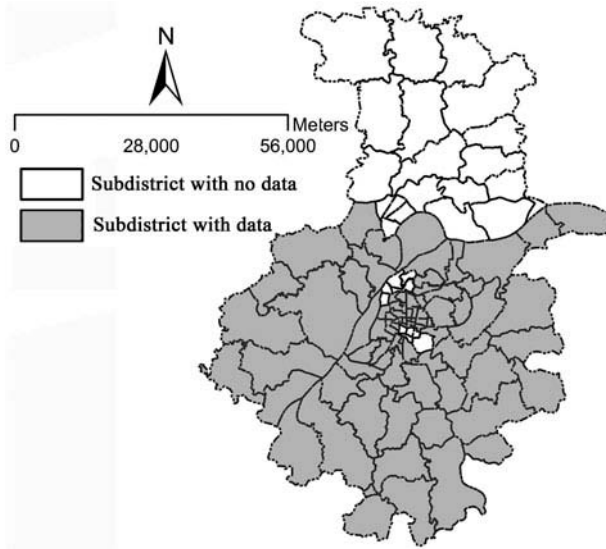 N
Meters
0 28,000 56,000
Subdistrict with no data
Subdistrict with data